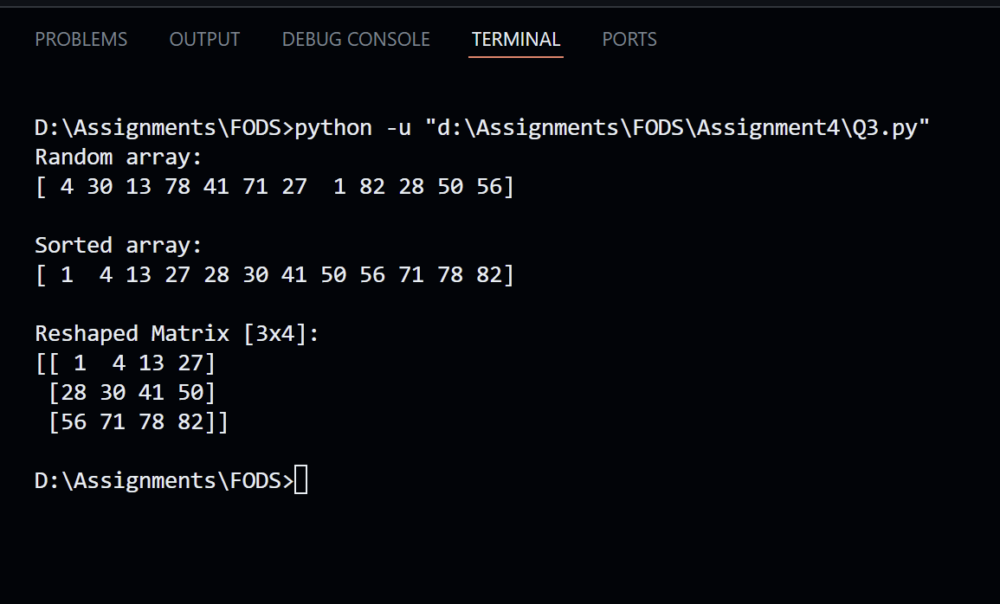 PROBLEMS OUTPUT DEBUG CONSOLE TERMINAL PORTS
D:\Assignments\FODS>python -u "d:\Assignments\FODS\Assignment4\Q3.py"
Random array:
[ 4 30 13 78 41 71 27  1 82 28 50 56]
Sorted array:
[ 1  4 13 27 28 30 41 50 56 71 78 82]
Reshaped Matrix [3x4]:
[[ 1  4 13 27]
 [28 30 41 50]
 [56 71 78 82]]
D:\Assignments\FODS>